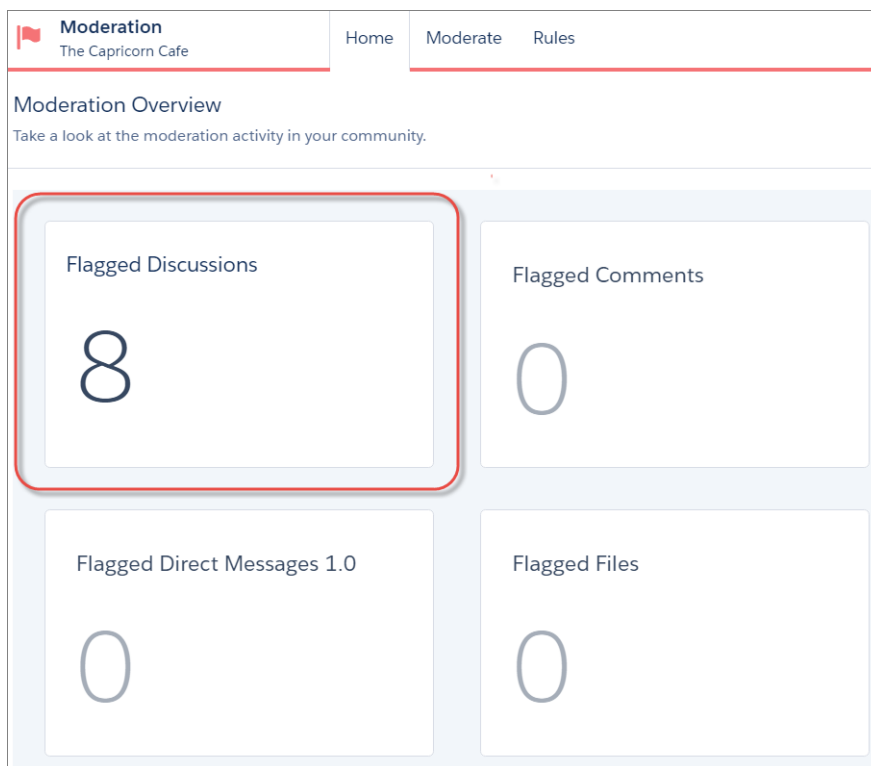 Moderation
The Capricorn Cafe
Home Moderate Rules
Moderation Overview
Take a look at the moderation activity in your community.
Flagged Discussions
8
Flagged Comments
0
Flagged Direct Messages 1.0
0
Flagged Files
0